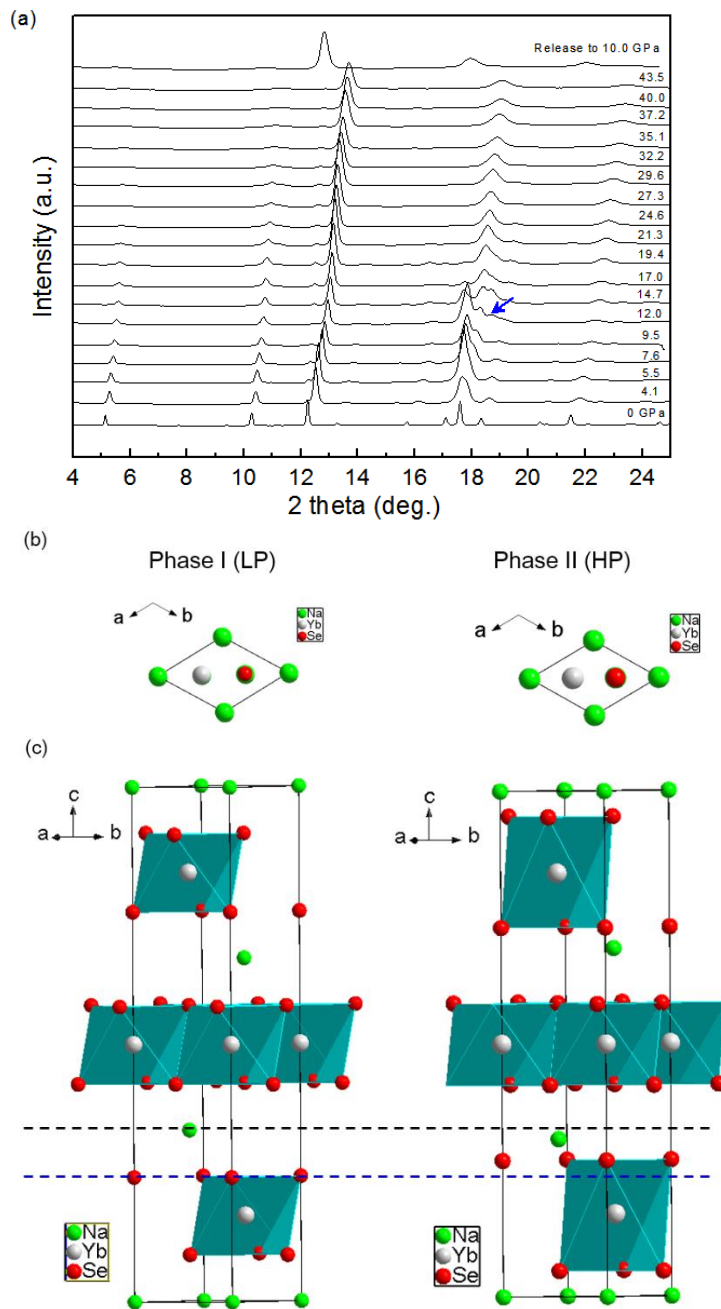 (a)
Release to 10.0 GPa
43.5
40.0
37.2
35.1
32.2
29.6
27.3
24.6
21.3
19.4
17.0
14.7
12.0
9.5
7.6
5.5
4.1
0 GPa
Intensity (a.u.)
4 6 8 10 12 14 16 18 20 22 24
2 theta (deg.)
(b)
Phase I (LP) Phase II (HP)
a b
Na
Yb
Se
a b
Na
Yb
Se
(c)
c
a b
c
a b
Na
Yb
Se
Na
Yb
Se